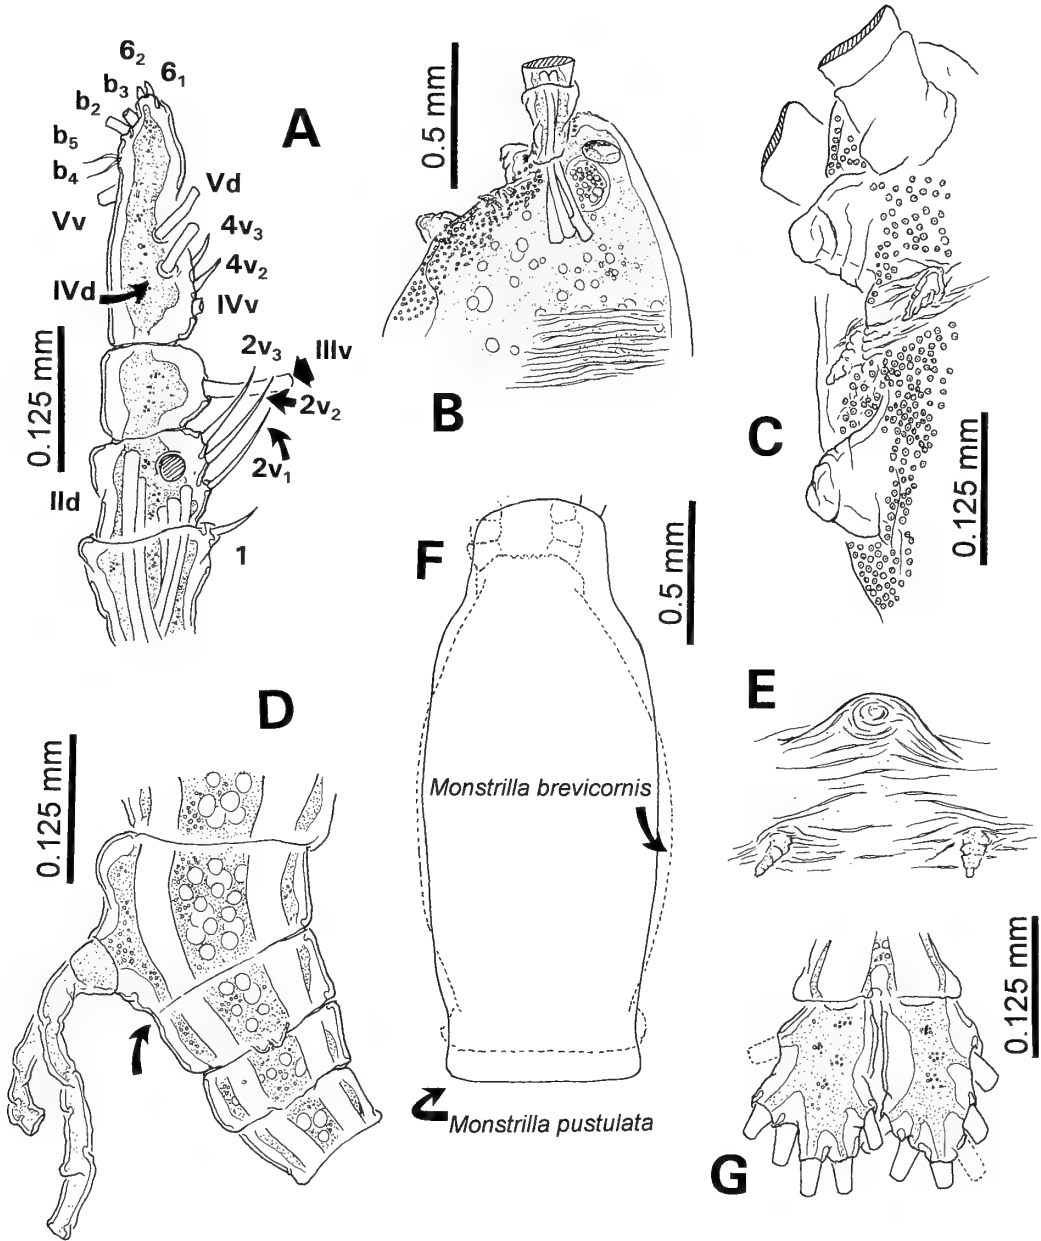 6₂
6₁
b₃
b₂
b₅
b₄
Vv
A
Vd
4v₃
4v₂
IVd
IVv
2v₃
IIIv
2v₂
2v₁
0.125 mm
IId
1
0.5 mm
B
C
0.125 mm
F
0.5 mm
Monstrilla brevicornis
Monstrilla pustulata
D
0.125 mm
E
0.125 mm
G